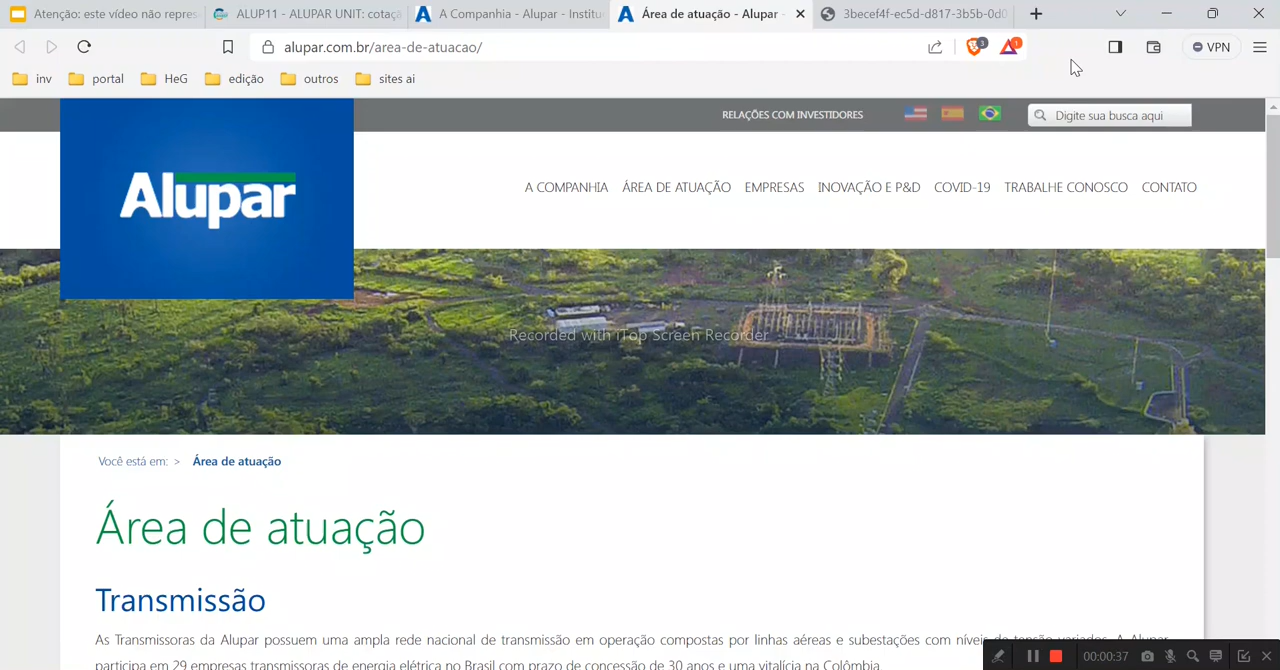 Atenção: este vídeo não repres
ALUP11 - ALUPAR UNIT: cotaç
A Companhia - Alupar - Institu
Área de atuação - Alupar -
3becef4f-ec5d-d817-3b5b-0d0
alupar.com.br/area-de-atuacao/
3
1
VPN
inv
portal
HeG
edição
outros
sites ai
RELAÇÕES COM INVESTIDORES
Digite sua busca aqui
Alupar
A COMPANHIA ÁREA DE ATUAÇÃO EMPRESAS INOVAÇÃO E P&D COVID-19 TRABALHE CONOSCO CONTATO
Recorded with iTop Screen Recorder
Você está em: > Área de atuação
Área de atuação
Transmissão
As Transmissoras da Alupar possuem uma ampla rede nacional de transmissão em operação compostas por linhas aéreas e subestações com níveis de tensão variados. A Alupar
participa em 29 empresas transmissoras de energia elétrica no Brasil em prazo de concessão de 30 anos e uma vitalícia na Colômbia.
00:00:37